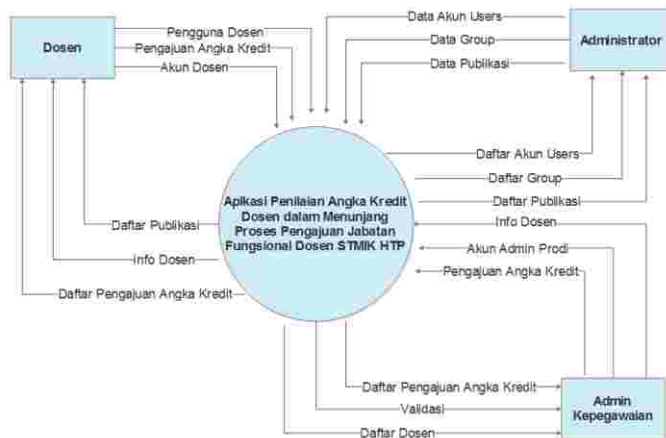 Dosen
Pengguna Dosen
Pengajuan Angka Kredit
Akun Dosen
Data Akun Users
Data Group
Data Publikasi
Administrator
Daftar Akun Users
Daftar Group
Daftar Publikasi
Apikasi Penilaian Angka Kredit
Dosen dalam Menunjang
Proses Pengajuan Jabatan
Fungsional Dosen STMIK HTP
Daftar Publikasi
Info Dosen
Daftar Pengajuan Angka Kredit
Info Dosen
Akun Admin Prodi
Pengajuan Angka Kredit
Daftar Pengajuan Angka Kredit
Validasi
Daftar Dosen
Admin
Kepegawaian